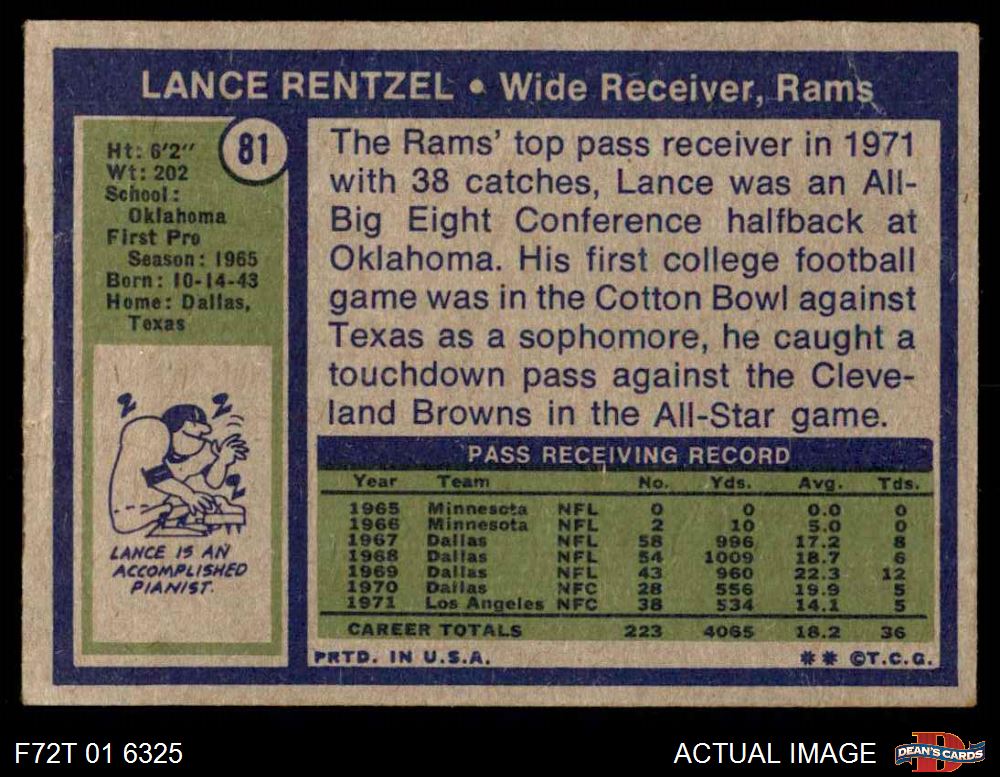 LANCE RENTZEL • Wide Receiver, Rams
81
Ht: 6'2"
Wt: 202
School:
Oklahoma
First Pro
Season: 1965
Born: 10-14-43
Home: Dallas,
Texas
The Rams' top pass receiver in 1971
with 38 catches, Lance was an All-
Big Eight Conference halfback at
Oklahoma. His first college football
game was in the Cotton Bowl against
Texas as a sophomore, he caught a
touchdown pass against the Cleve-
land Browns in the All-Star game.
Z Z
Z
LANCE IS AN
ACCOMPLISHED
PIANIST.
PASS RECEIVING RECORD
Year Team No. Yds. Avg. Tds.
1965 Minnesota NFL 0 0 0.0 0
1966 Minnesota NFL 2 10 5.0 0
1967 Dallas NFL 58 996 17.2 8
1968 Dallas NFL 54 1009 18.7 6
1969 Dallas NFL 43 960 22.3 12
1970 Dallas NFC 28 556 19.9 5
1971 Los Angeles NFC 38 534 14.1 5
CAREER TOTALS 223 4065 18.2 36
PRTD. IN U.S.A. ** ©T.C.G.
F72T 01 6325 ACTUAL IMAGE D DEAN'S CARDS